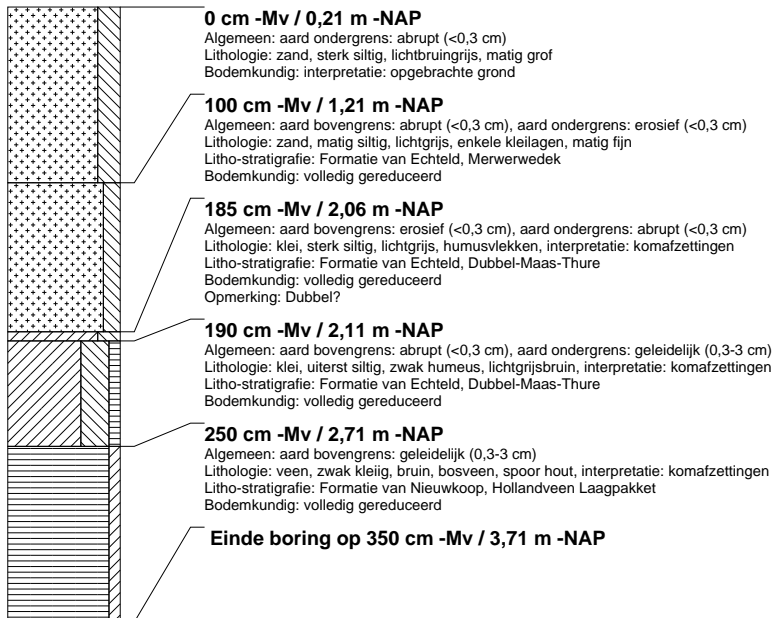 0 cm -Mv / 0,21 m -NAP
Algemeen: aard ondergrens: abrupt (<0,3 cm)
Lithologie: zand, sterk siltig, lichtbruingrijs, matig grof
Bodemkundig: interpretatie: opgebrachte grond
100 cm -Mv / 1,21 m -NAP
Algemeen: aard bovengrens: abrupt (<0,3 cm), aard ondergrens: erosief (<0,3 cm)
Lithologie: zand, matig siltig, lichtgrijs, enkele kleilagen, matig fijn
Litho-stratigrafie: Formatie van Echteld, Merwerwedek
Bodemkundig: volledig gereduceerd
185 cm -Mv / 2,06 m -NAP
Algemeen: aard bovengrens: erosief (<0,3 cm), aard ondergrens: abrupt (<0,3 cm)
Lithologie: klei, sterk siltig, lichtgrijs, humusvlekken, interpretatie: komafzettingen
Litho-stratigrafie: Formatie van Echteld, Dubbel-Maas-Thure
Bodemkundig: volledig gereduceerd
Opmerking: Dubbel?
190 cm -Mv / 2,11 m -NAP
Algemeen: aard bovengrens: abrupt (<0,3 cm), aard ondergrens: geleidelijk (0,3-3 cm)
Lithologie: klei, uiterst siltig, zwak humeus, lichtgrijsbruin, interpretatie: komafzettingen
Litho-stratigrafie: Formatie van Echteld, Dubbel-Maas-Thure
Bodemkundig: volledig gereduceerd
250 cm -Mv / 2,71 m -NAP
Algemeen: aard bovengrens: geleidelijk (0,3-3 cm)
Lithologie: veen, zwak kleiig, bruin, bosveen, spoor hout, interpretatie: komafzettingen
Litho-stratigrafie: Formatie van Nieuwkoop, Hollandveen Laagpakket
Bodemkundig: volledig gereduceerd
Einde boring op 350 cm -Mv / 3,71 m -NAP